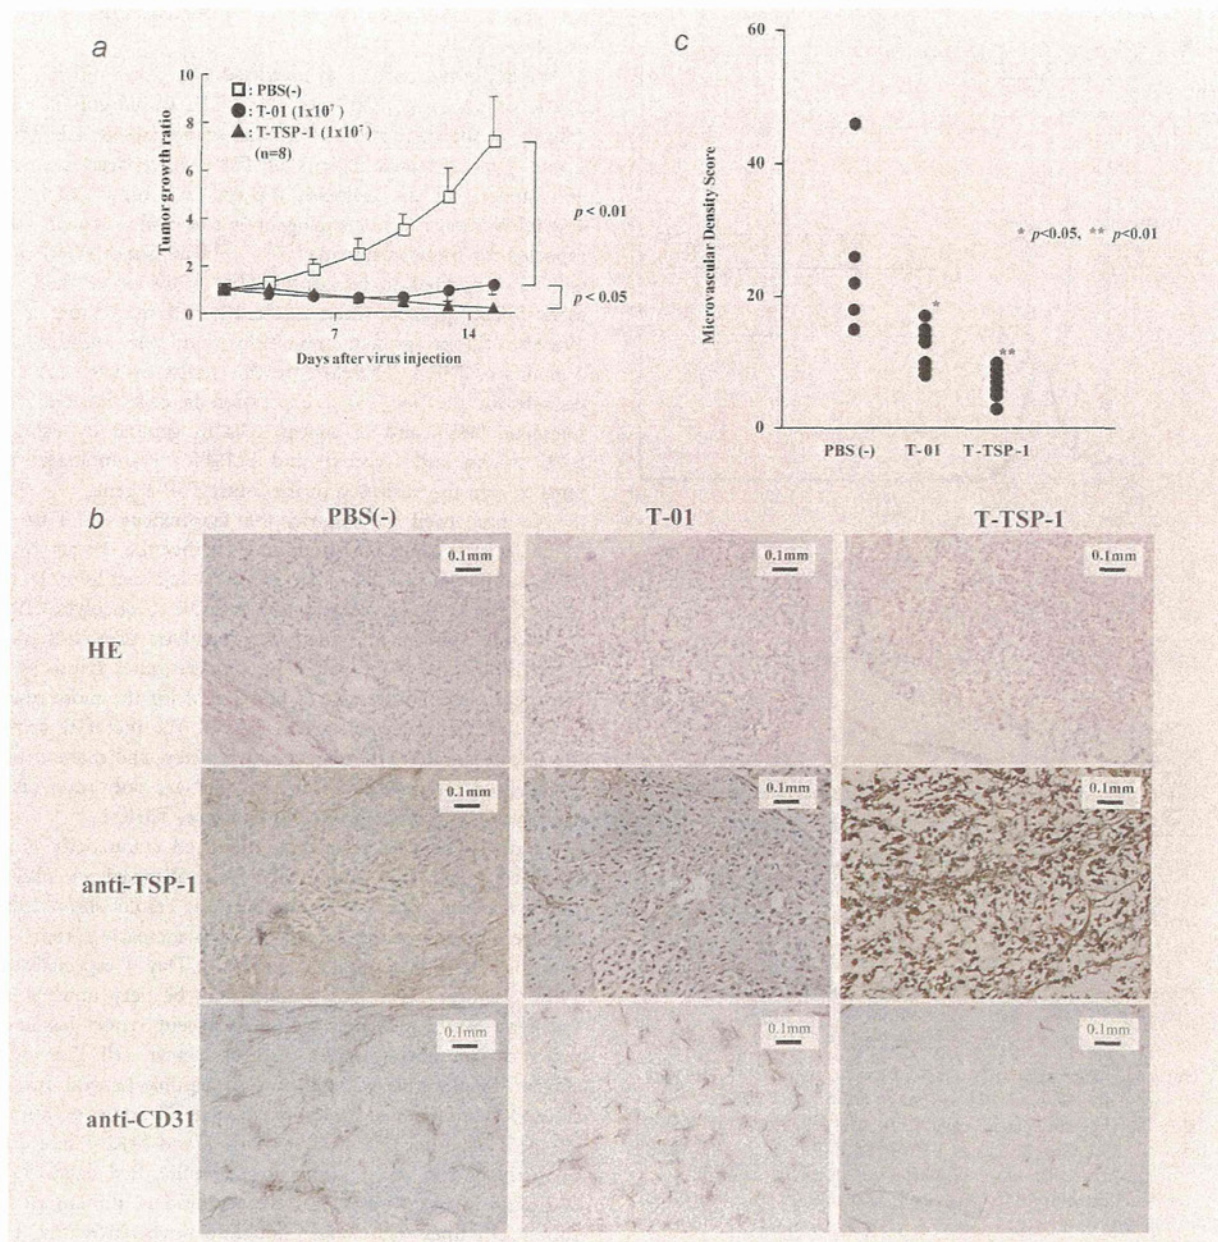 a
10
8
6
4
2
0
Tumor growth ratio
: PBS(-)
: T-01 (1x10⁷)
: T-TSP-1 (1x10⁷)
(n=8)
p < 0.01
p < 0.05
7
14
Days after virus injection
c
60
40
20
0
Microvascular Density Score
* p<0.05, ** p<0.01
*
**
PBS (-)
T-01
T-TSP-1
b
PBS(-)
T-01
T-TSP-1
HE
0.1mm
0.1mm
0.1mm
anti-TSP-1
0.1mm
0.1mm
0.1mm
anti-CD31
0.1mm
0.1mm
0.1mm